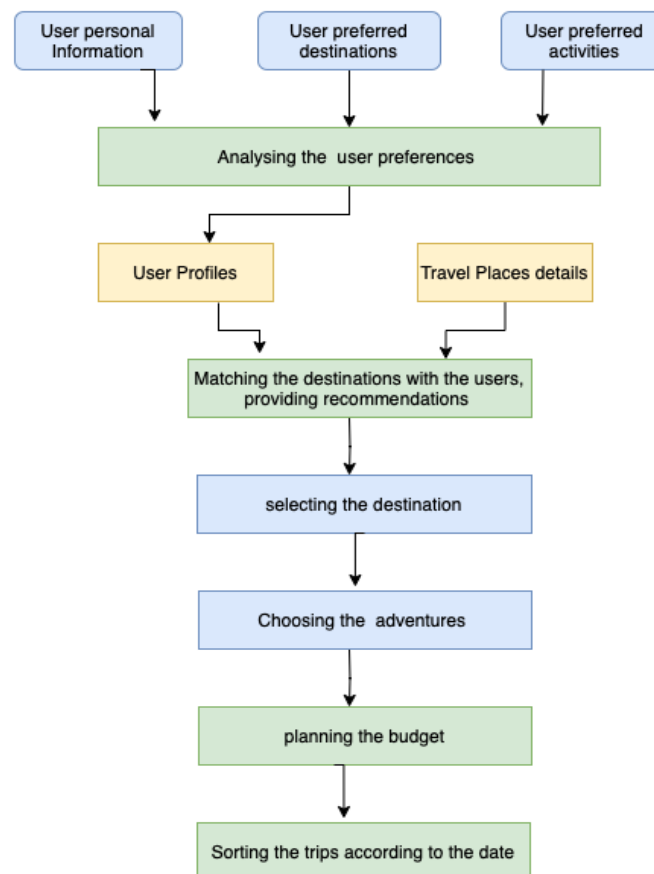 User personal
Information
User preferred
destinations
User preferred
activities
Analysing the  user preferences
User Profiles
Travel Places details
Matching the destinations with the users,
providing recommendations
selecting the destination
Choosing the  adventures
planning the budget
Sorting the trips according to the date